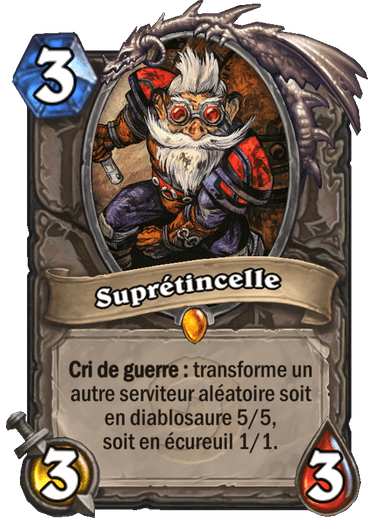 3
Suprétincelle
Cri de guerre : transforme un
autre serviteur aléatoire soit
en diablosaure 5/5,
soit en écureuil 1/1.
3
3